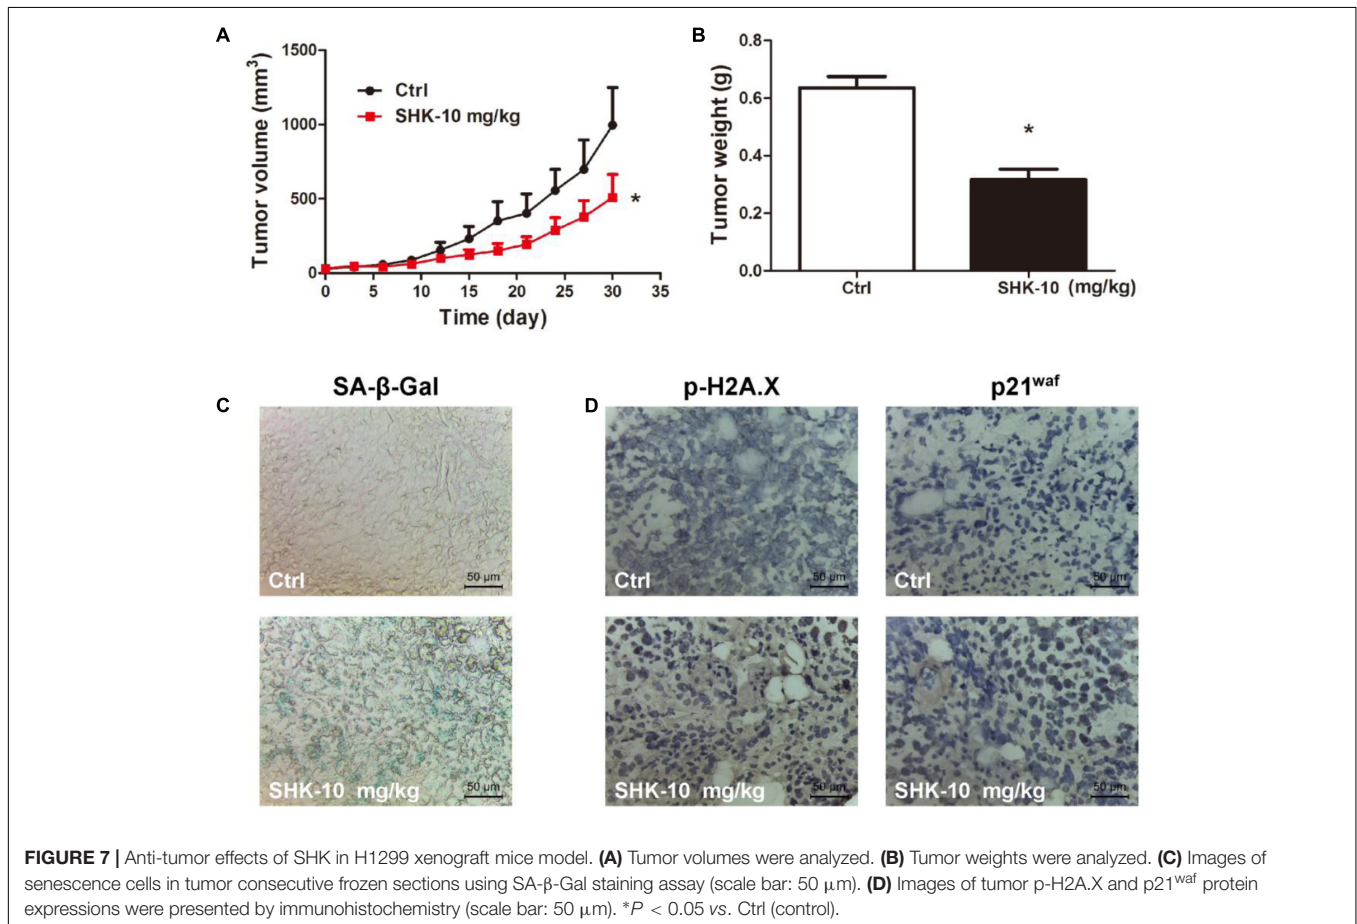 A
1500
1000
500
0
Tumor volume (mm³)
Ctrl
SHK-10 mg/kg
*
0 5 10 15 20 25 30 35
Time (day)
B
0.8
0.6
0.4
0.2
0.0
Tumor weight (g)
*
Ctrl SHK-10 (mg/kg)
C
SA-β-Gal
Ctrl
50 μm
SHK-10 mg/kg
50 μm
D
p-H2A.X p21ʷᵃᶠ
Ctrl
50 μm
Ctrl
50 μm
SHK-10 mg/kg
50 μm
SHK-10 mg/kg
50 μm
FIGURE 7 | Anti-tumor effects of SHK in H1299 xenograft mice model. (A) Tumor volumes were analyzed. (B) Tumor weights were analyzed. (C) Images of
senescence cells in tumor consecutive frozen sections using SA-β-Gal staining assay (scale bar: 50 μm). (D) Images of tumor p-H2A.X and p21ʷᵃᶠ protein
expressions were presented by immunohistochemistry (scale bar: 50 μm). *P < 0.05 vs. Ctrl (control).